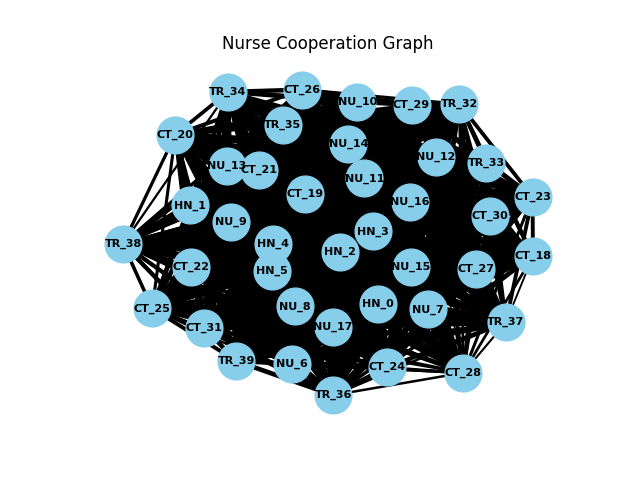 Nurse Cooperation Graph
TR_34
CT_26
NU_10
CT_29
TR_32
TR_35
CT_20
NU_14
NU_12
TR_33
NU_13
CT_21
NU_11
CT_19
CT_23
HN_1
NU_16
CT_30
NU_9
HN_3
TR_38
HN_4
HN_2
CT_18
CT_22
HN_5
NU_15
CT_27
CT_25
NU_8
HN_0
NU_7
TR_37
CT_31
NU_17
TR_39
NU_6
CT_24
CT_28
TR_36